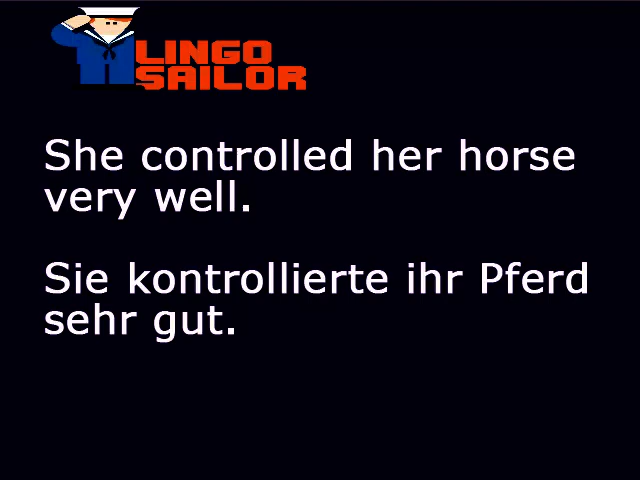 LINGO
SAILOR
She controlled her horse
very well.
Sie kontrollierte ihr Pferd
sehr gut.